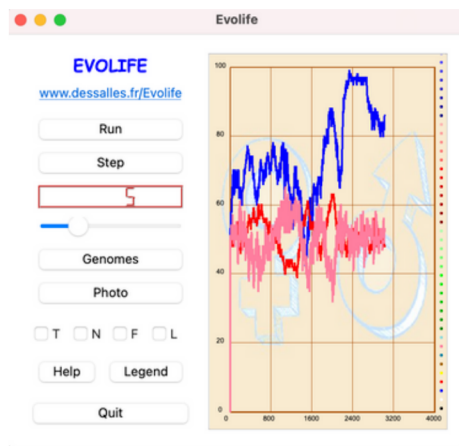 Evolife
EVOLIFE
www.dessalles.fr/Evolife
Run
Step
Genomes
Photo
T N F L
Help Legend
Quit
100
80
60
40
20
0
0 800 1600 2400 3200 4000